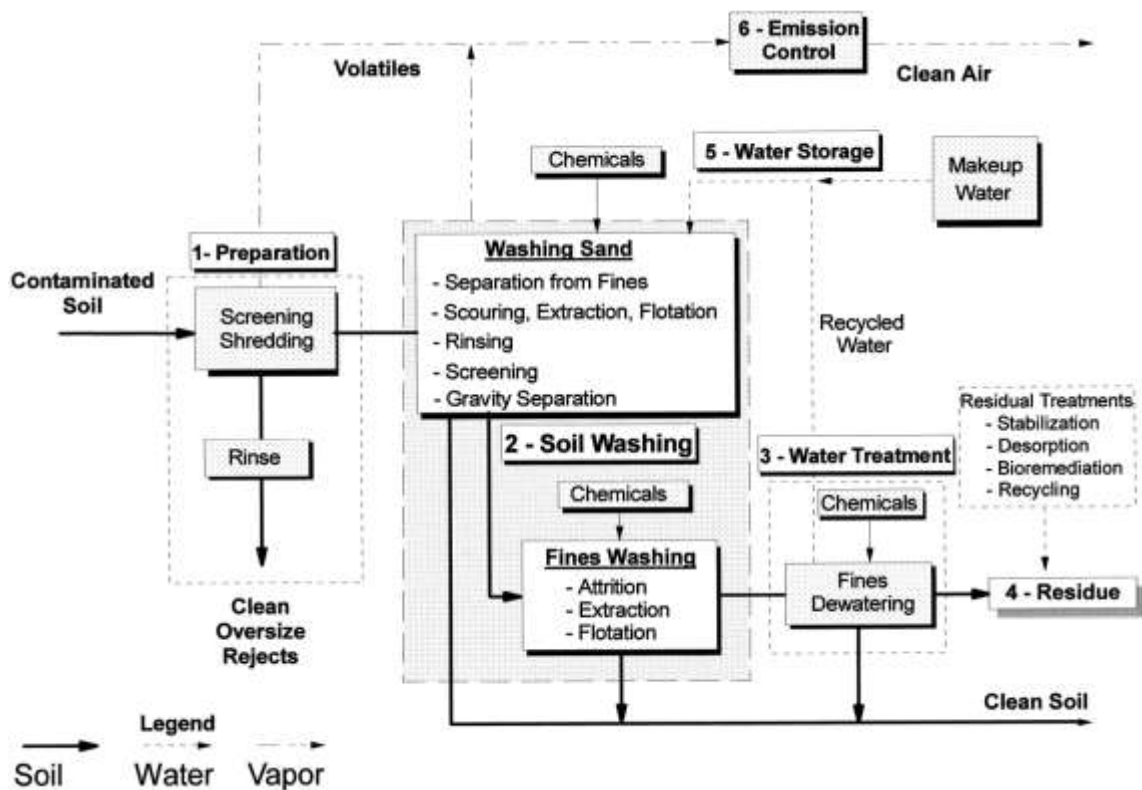 6 - Emission
Control
Volatiles
Clean Air
Chemicals
5 - Water Storage
Makeup
Water
1- Preparation
Contaminated
Soil
Screening
Shredding
Washing Sand
- Separation from Fines
- Scouring, Extraction, Flotation
- Rinsing
- Screening
- Gravity Separation
Recycled
Water
Rinse
2 - Soil Washing
3 - Water Treatment
Residual Treatments
- Stabilization
- Desorption
- Bioremediation
- Recycling
Chemicals
Chemicals
Fines Washing
- Attrition
- Extraction
- Flotation
Fines
Dewatering
4 - Residue
Clean
Oversize
Rejects
Clean Soil
Legend
Soil
Water
Vapor